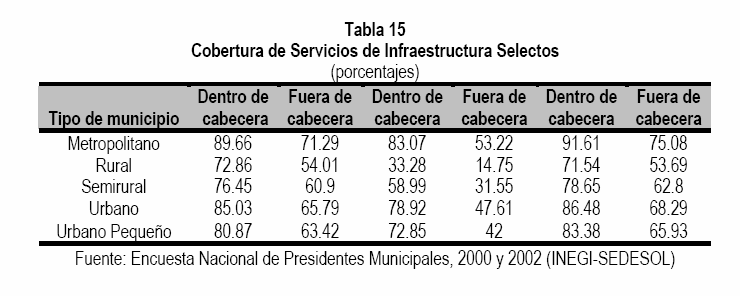 Tabla 15
Cobertura de Servicios de Infraestructura Selectos
(porcentajes)
Tipo de municipio Dentro de cabecera Fuera de cabecera Dentro de cabecera Fuera de cabecera Dentro de cabecera Fuera de cabecera
Metropolitano 89.66 71.29 83.07 53.22 91.61 75.08
Rural 72.86 54.01 33.28 14.75 71.54 53.69
Semirural 76.45 60.9 58.99 31.55 78.65 62.8
Urbano 85.03 65.79 78.92 47.61 86.48 68.29
Urbano Pequeño 80.87 63.42 72.85 42 83.38 65.93
Fuente: Encuesta Nacional de Presidentes Municipales, 2000 y 2002 (INEGI-SEDESOL)